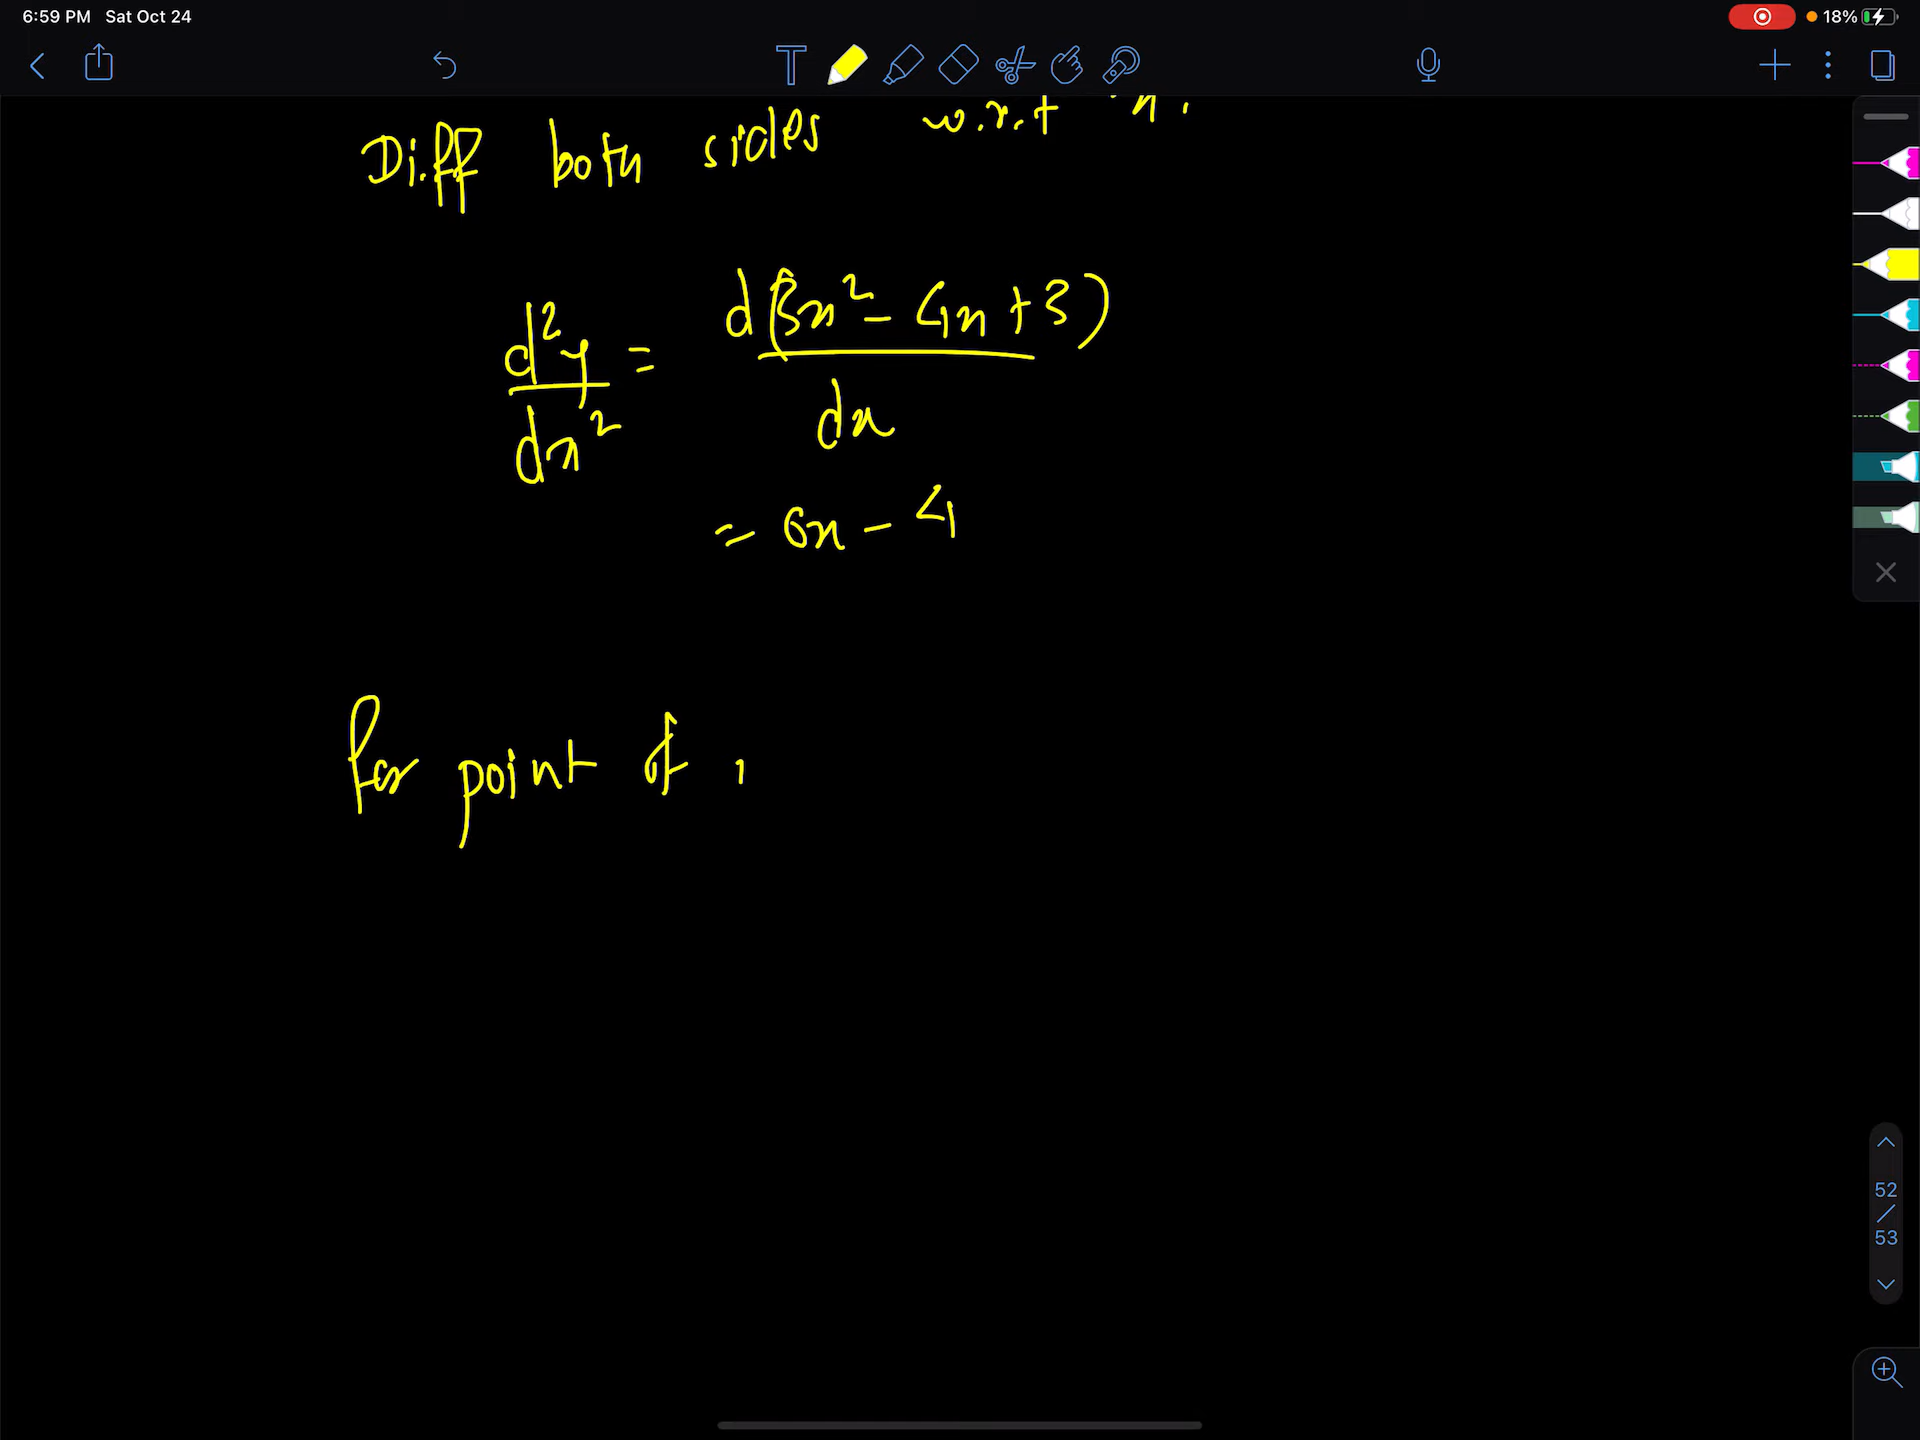 6:59 PM Sat Oct 24
18%
Diff both sides w.r.t x.
d²y/dx² = d(3x² - 4x + 3)/dx
= 6x - 4
For point of
52
/
53